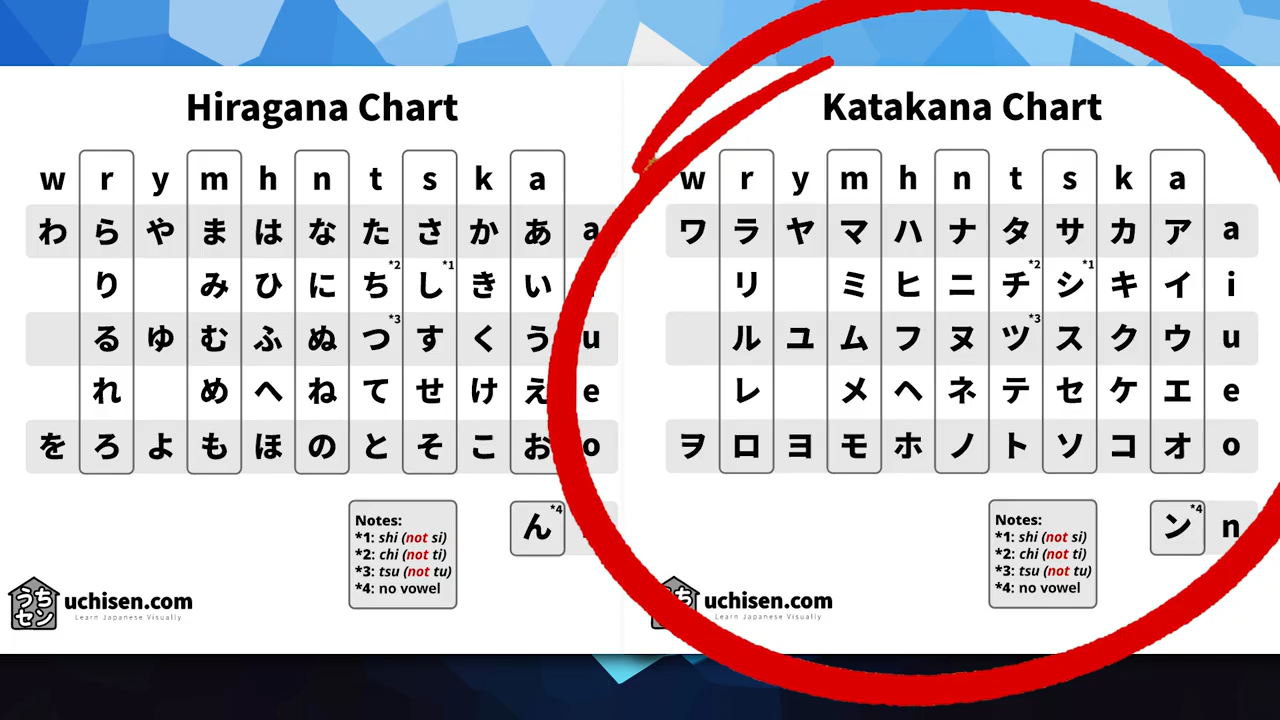 Hiragana Chart
w r y m h n t s k a
わ ら や ま は な た さ か あ a
り み ひ に ち *2 し *1 き い
る ゆ む ふ ぬ つ *3 す く う u
れ め へ ね て せ け え e
を ろ よ も ほ の と そ こ お o
ん *4
Notes:
*1: shi (not si)
*2: chi (not ti)
*3: tsu (not tu)
*4: no vowel
うち
セン
uchisen.com
Learn Japanese Visually
Katakana Chart
w r y m h n t s k a
ワ ラ ヤ マ ハ ナ タ サ カ ア a
リ ミ ヒ ニ チ *2 シ *1 キ イ i
ル ユ ム フ ヌ ツ *3 ス ク ウ u
レ メ ヘ ネ テ セ ケ エ e
ヲ ロ ヨ モ ホ ノ ト ソ コ オ o
ン *4 n
Notes:
*1: shi (not si)
*2: chi (not ti)
*3: tsu (not tu)
*4: no vowel
ち
uchisen.com
Learn Japanese Visually